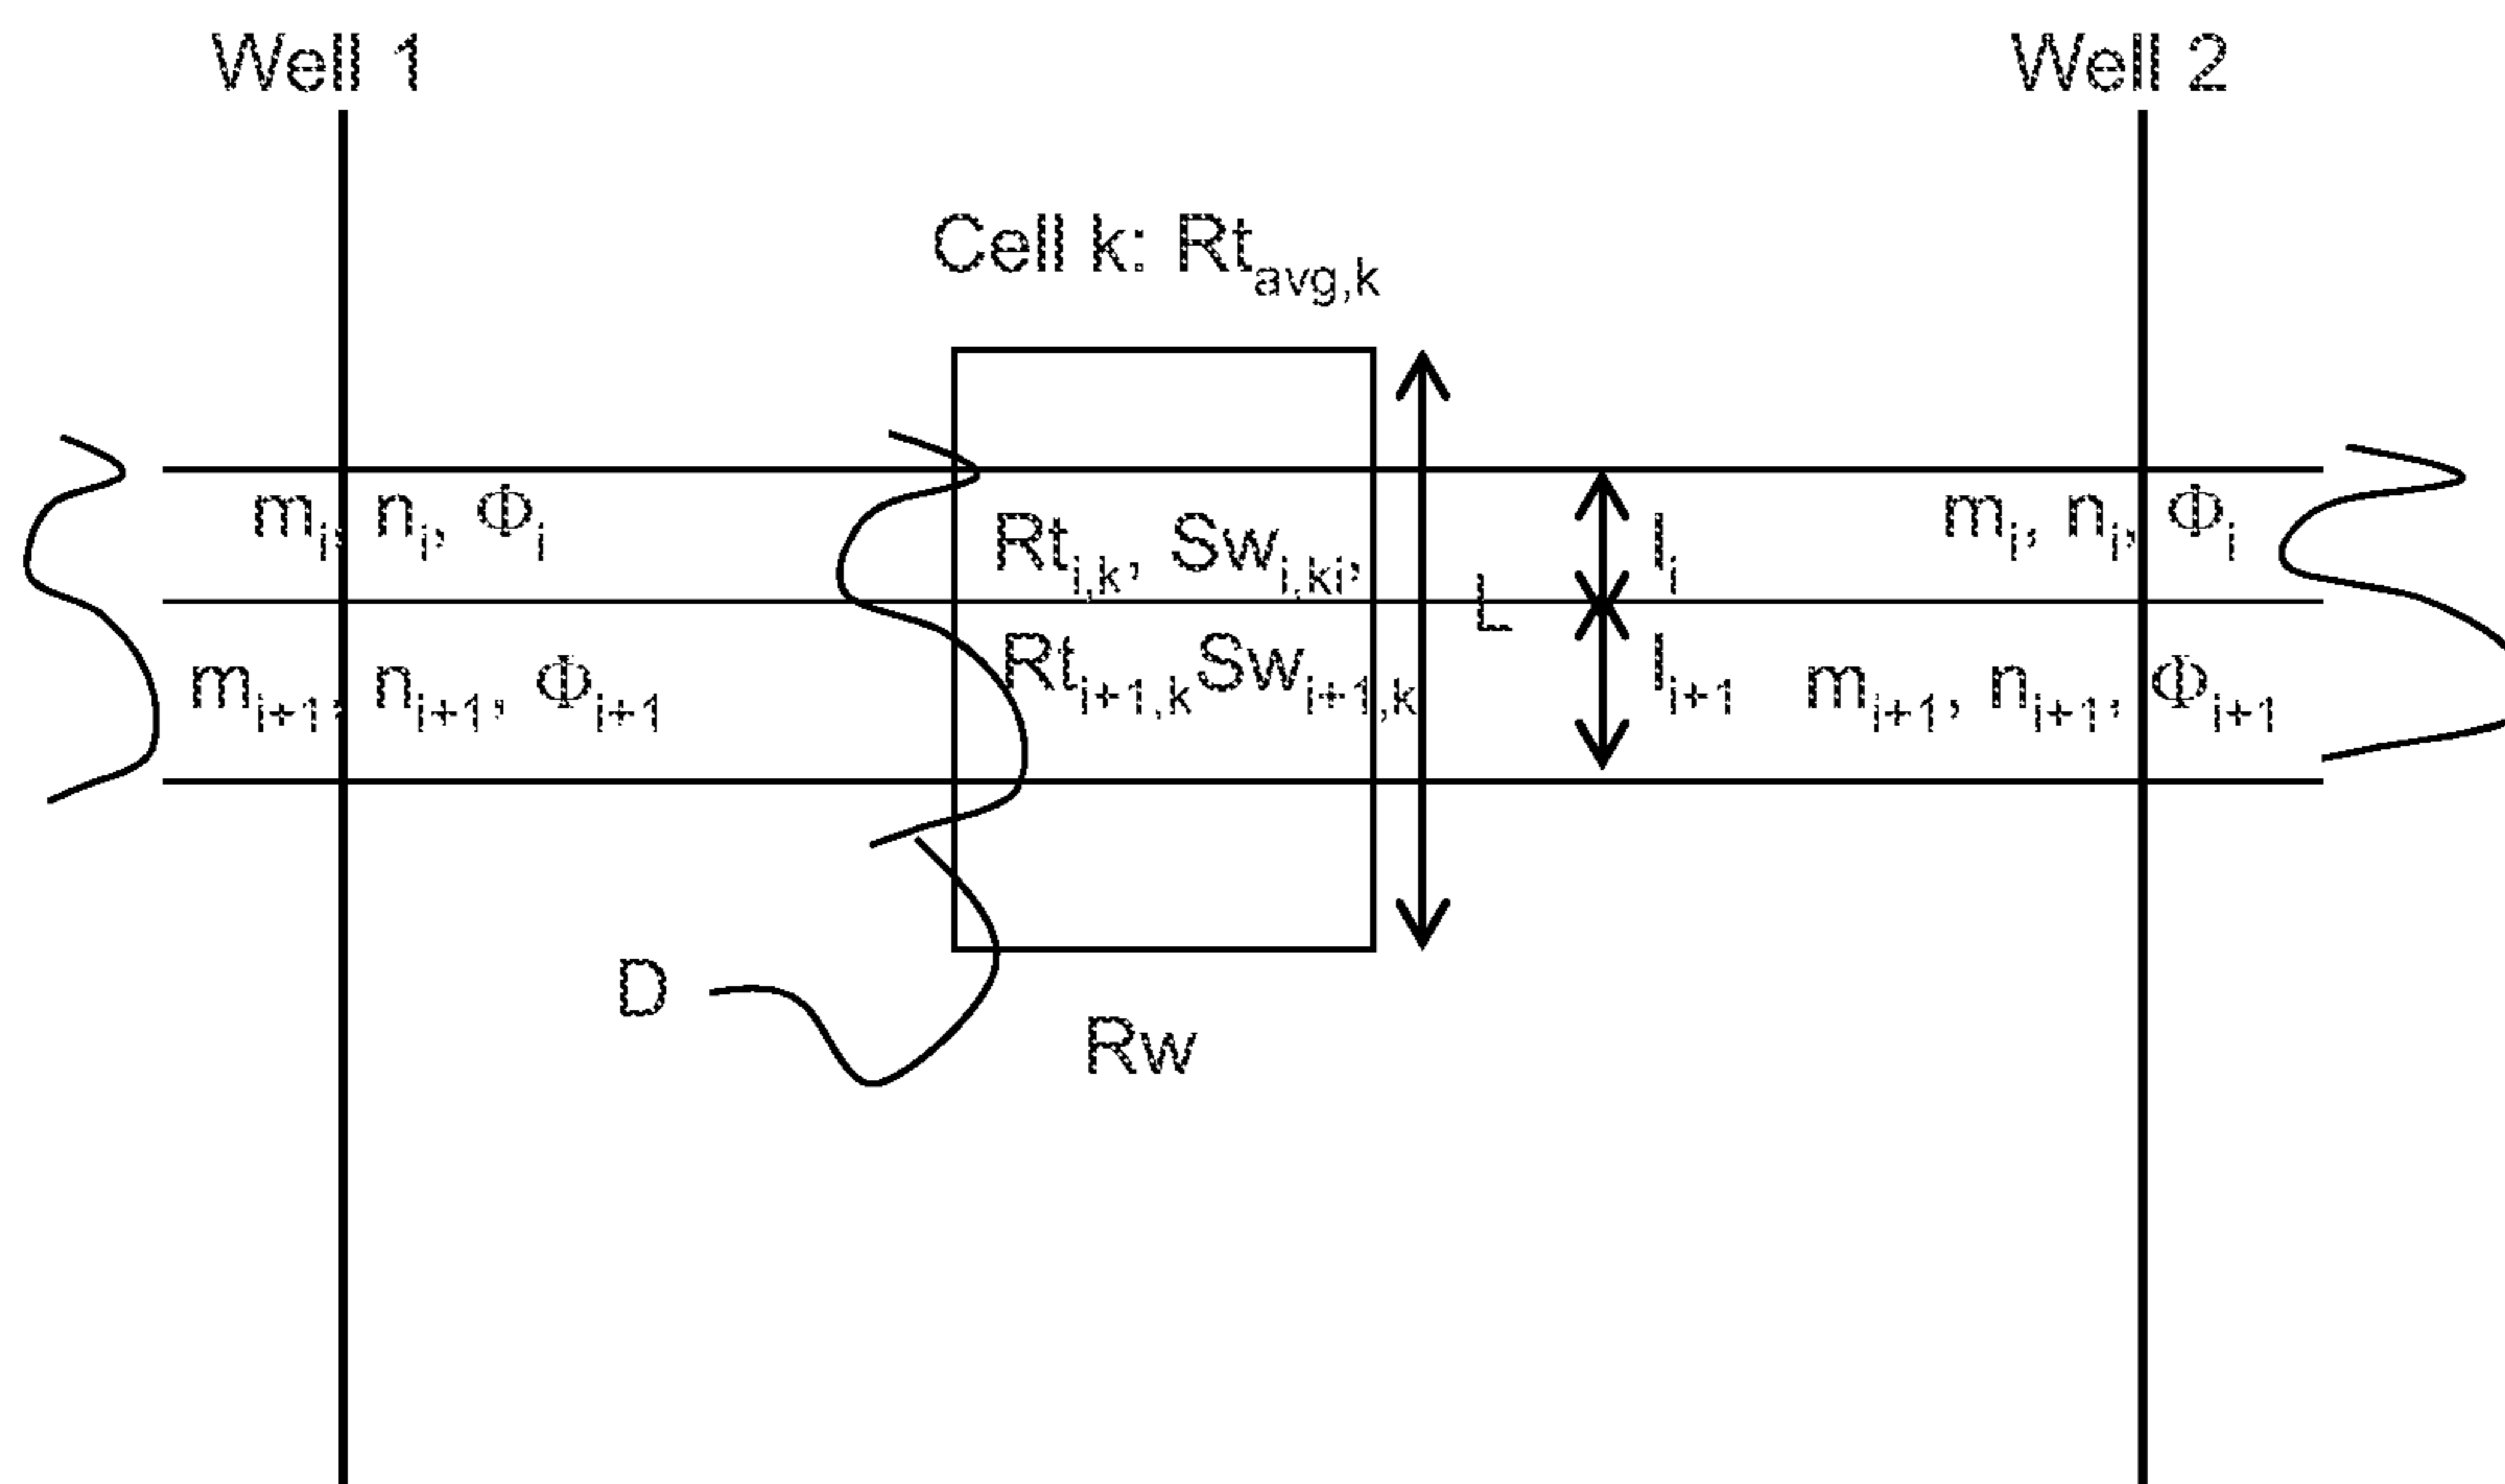 Well 1 Well 2
Cell k: Rt_avg,k
m_i, n_i, Φ_i Rt_i,k, Sw_i,ki, l_i m_i, n_i, Φ_i
L
m_i+1, n_i+1, Φ_i+1 Rt_i+1,k Sw_i+1,k l_i+1 m_i+1, n_i+1, Φ_i+1
D
Rw